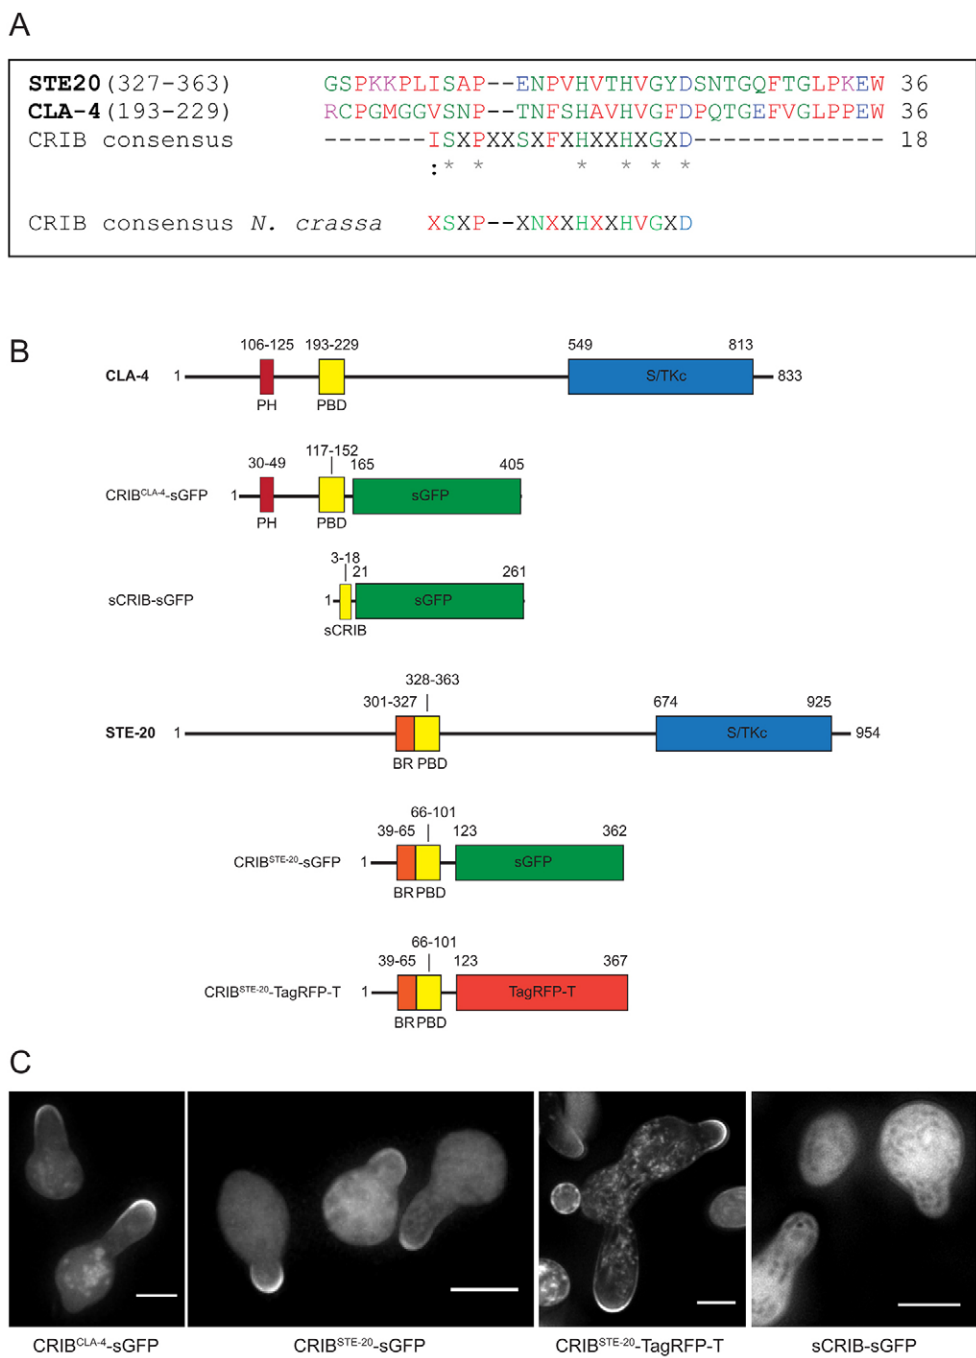 A
STE20(327-363) GSPKKPLISAP--ENPVHVTHVGYDSNTGQFTGLPKEW 36
CLA-4(193-229) RCPGMGGVSNP--TNFSHAVHVGFDPQTGEFVGLPPEW 36
CRIB consensus -------ISXPXXSXFXHXXHXGXD------------- 18
:* * * * * *
CRIB consensus N. crassa XSXP--XNXXHXXHVGXD
B
106-125 193-229 549 813
CLA-4 1 S/TKc 833
PH PBD
117-152
30-49 165 405
CRIBCLA-4-sGFP 1 sGFP
PH PBD
3-18
21 261
sCRIB-sGFP 1 sGFP
sCRIB
328-363
301-327 674 925
STE-20 1 S/TKc 954
BR PBD
66-101
39-65 123 362
CRIBSTE-20-sGFP 1 sGFP
BR PBD
66-101
39-65 123 367
CRIBSTE-20-TagRFP-T 1 TagRFP-T
BR PBD
C
CRIBCLA-4-sGFP CRIBSTE-20-sGFP CRIBSTE-20-TagRFP-T sCRIB-sGFP